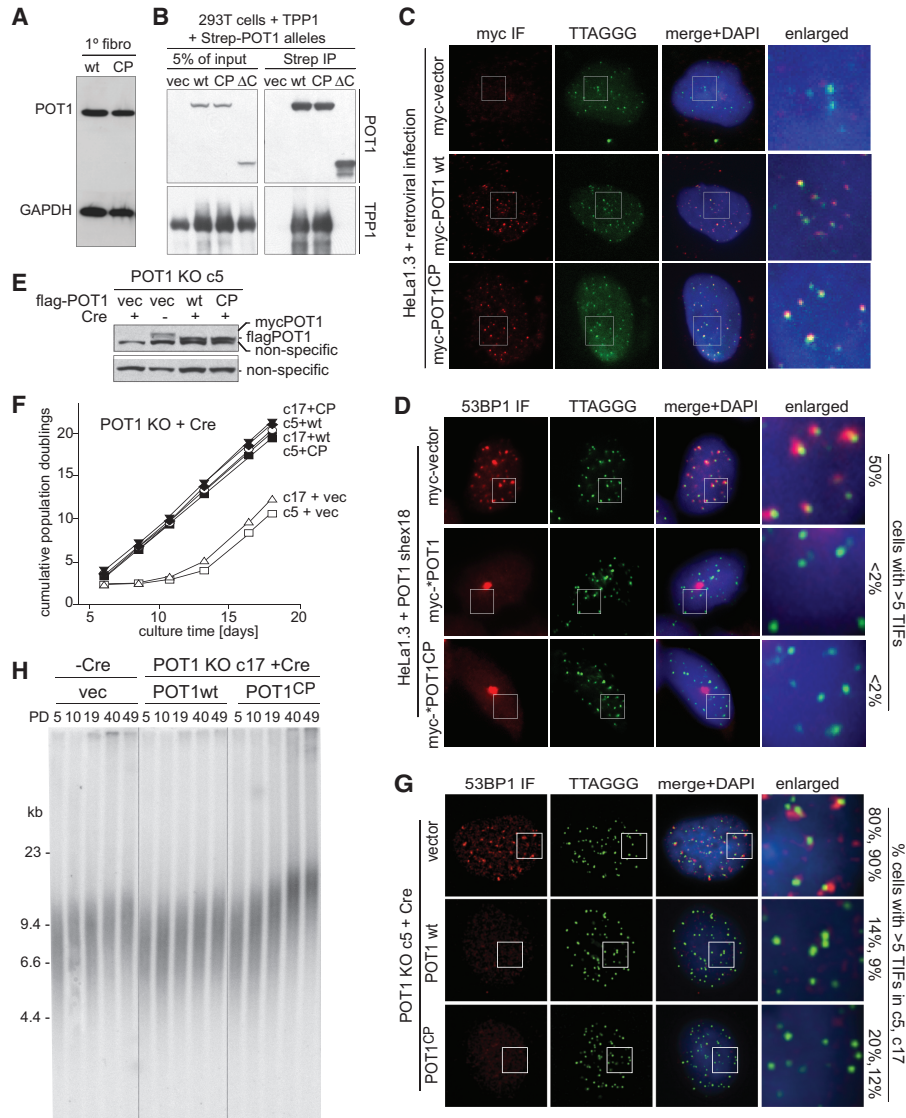 A
1º fibro
wt CP
POT1
GAPDH
B
293T cells + TPP1
+ Strep-POT1 alleles
5% of input
Strep IP
vec wt CP ΔC
vec wt CP ΔC
POT1
TPP1
C
myc IF
TTAGGG
merge+DAPI
enlarged
HeLa1.3 + retroviral infection
myc-vector
myc-POT1 wt
myc-POT1CP
D
53BP1 IF
TTAGGG
merge+DAPI
enlarged
HeLa1.3 + POT1 shex18
myc-vector
myc-*POT1
myc-*POT1CP
50%
<2%
<2%
cells with >5 TIFs
E
POT1 KO c5
flag-POT1 vec vec wt CP
Cre + - + +
mycPOT1
flagPOT1
non-specific
non-specific
F
POT1 KO + Cre
cumulative population doublings
20
15
10
5
0
c17+CP
c5+wt
c17+wt
c5+CP
c17 + vec
c5 + vec
5 10 15 20
culture time [days]
G
53BP1 IF
TTAGGG
merge+DAPI
enlarged
POT1 KO c5 + Cre
vector
POT1 wt
POT1CP
80%, 90%
14%, 9%
20%, 12%
% cells with >5 TIFs in c5, c17
H
-Cre
POT1 KO c17 +Cre
vec
POT1wt
POT1CP
PD 5 10 19 40 49 5 10 19 40 49 5 10 19 40 49
kb
23 -
9.4 -
6.6 -
4.4 -